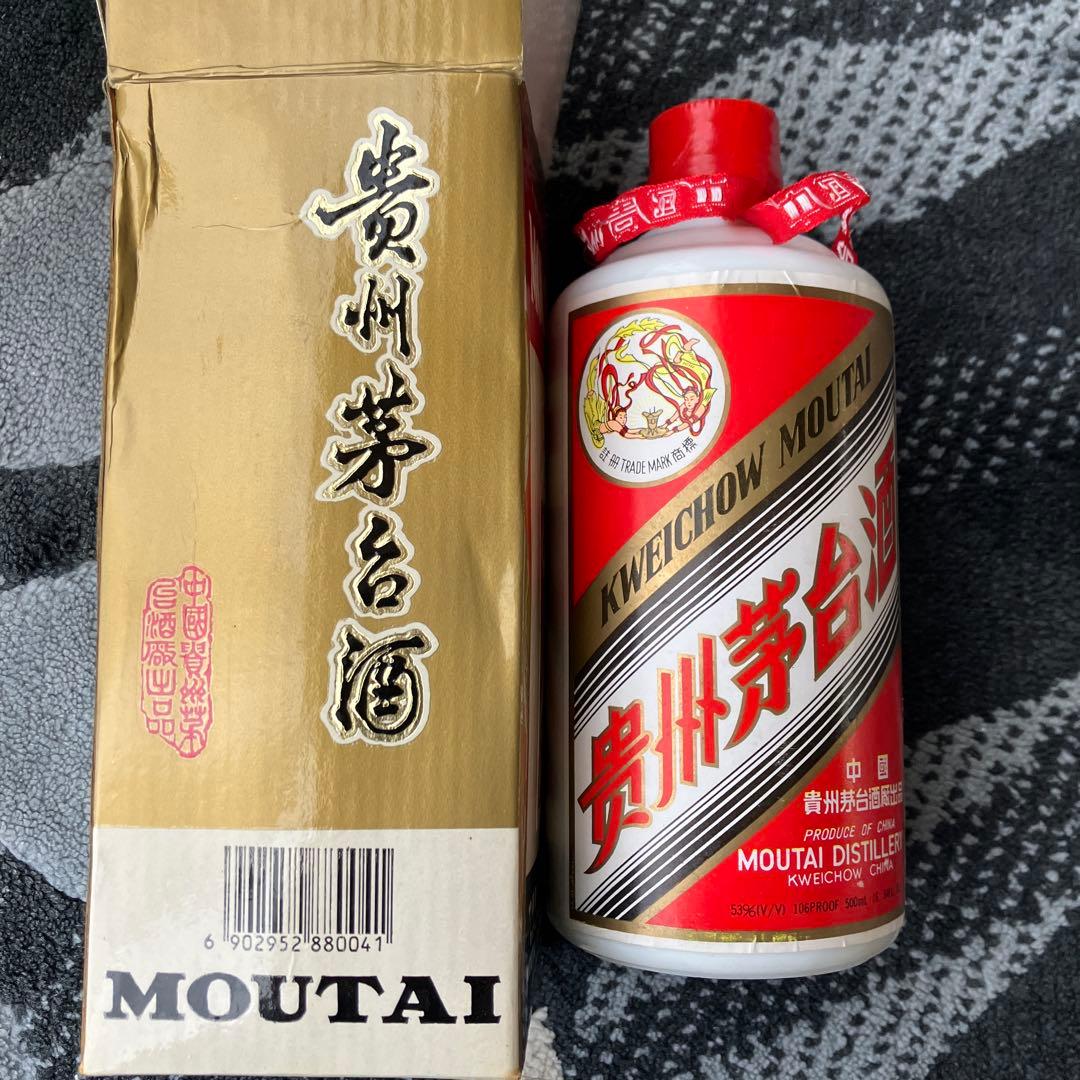 貴州茅台酒
中國貴州茅
台酒廠出品
6 902952 880041
MOUTAI
註冊 TRADE MARK 商標
KWEICHOW MOUTAI
贵州茅台酒
中國
貴州茅台酒廠出品
PRODUCE OF CHINA
MOUTAI DISTILLERY
KWEICHOW CHINA
53%(V/V) 106PROOF 500mL